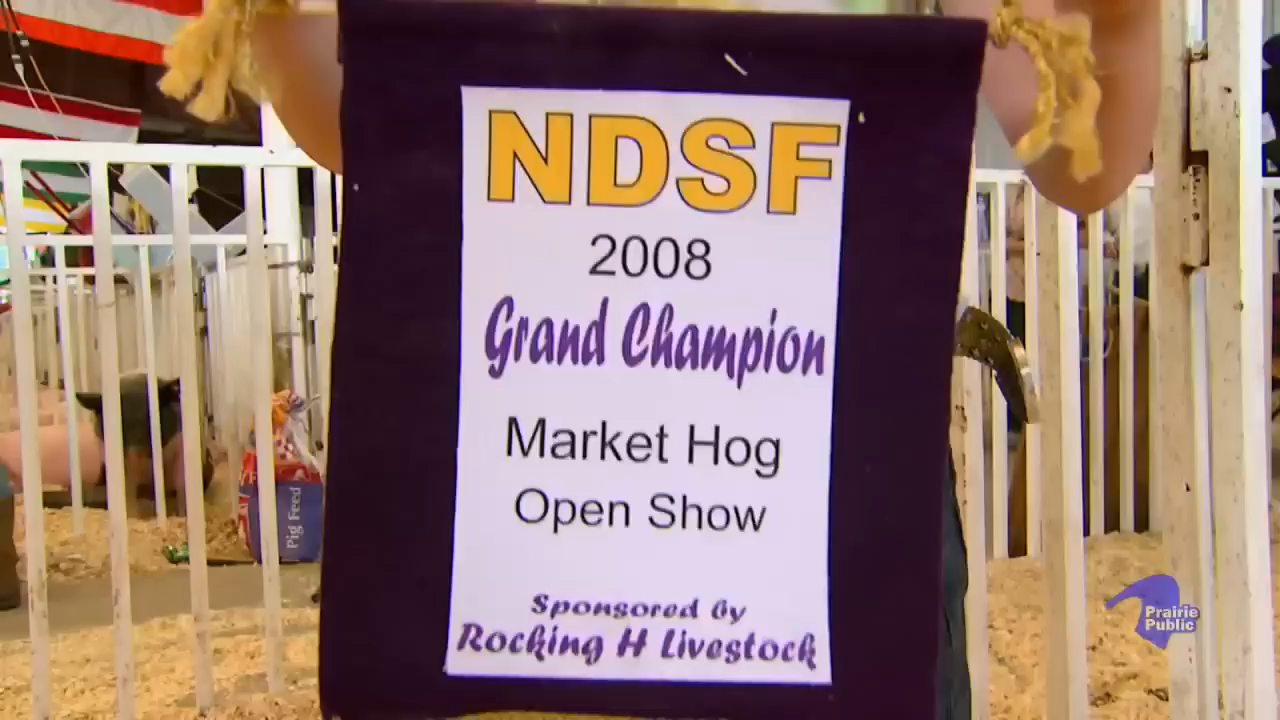 NDSF
2008
Grand Champion
Market Hog
Open Show
Sponsored by
Rocking H Livestock
Pig Feed
Prairie
Public